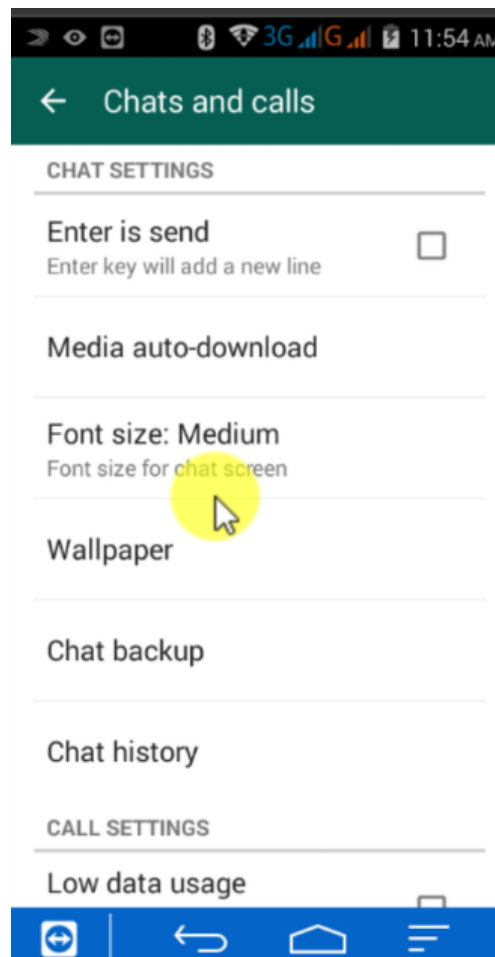 3G G 11:54 AM
Chats and calls
CHAT SETTINGS
Enter is send
Enter key will add a new line
Media auto-download
Font size: Medium
Font size for chat screen
Wallpaper
Chat backup
Chat history
CALL SETTINGS
Low data usage